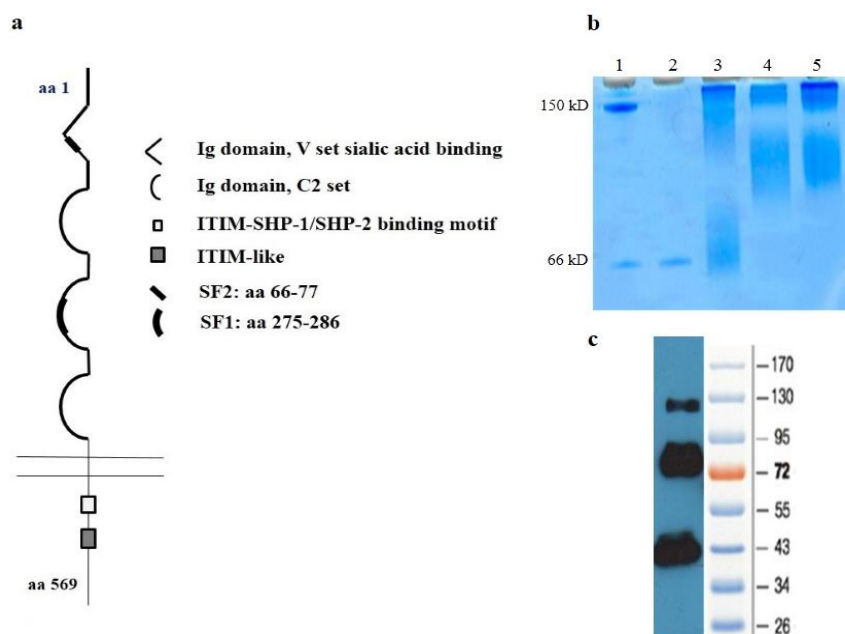 a
aa 1
Ig domain, V set sialic acid binding
Ig domain, C2 set
ITIM-SHP-1/SHP-2 binding motif
ITIM-like
SF2: aa 66-77
SF1: aa 275-286
aa 569
b
1 2 3 4 5
150 kD
66 kD
c
170
130
95
72
55
43
34
26